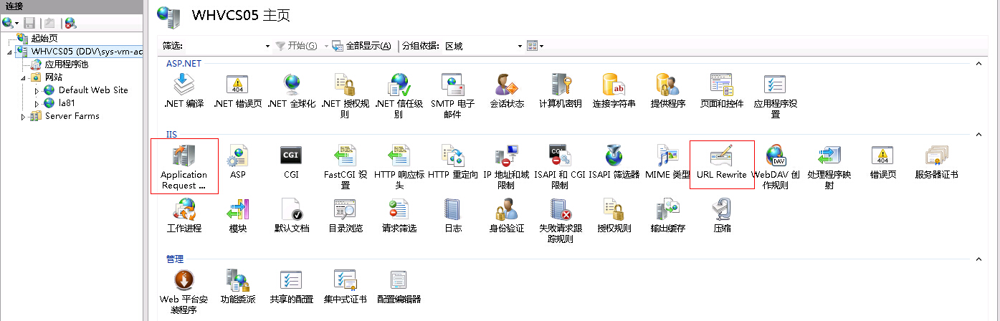 连接
起始页
WHVCS05 (DDV\sys-vm-ac
应用程序池
网站
Default Web Site
la81
Server Farms
WHVCS05 主页
筛选: 开始(G) 全部显示(A) 分组依据: 区域
ASP.NET
.NET 编译 .NET 错误页 .NET 全球化 .NET 授权规则 .NET 信任级别 SMTP 电子邮件 会话状态 计算机密钥 连接字符串 提供程序 页面和控件 应用程序设置
IIS
Application Request ... ASP CGI FastCGI 设置 HTTP 响应标头 HTTP 重定向 IP 地址和域限制 ISAPI 和 CGI 限制 ISAPI 筛选器 MIME 类型 URL Rewrite WebDAV 创作规则 处理程序映射 错误页 服务器证书
工作进程 模块 默认文档 目录浏览 请求筛选 日志 身份验证 失败请求跟踪规则 授权规则 输出缓存 压缩
管理
Web 平台安装程序 功能委派 共享的配置 集中式证书 配置编辑器